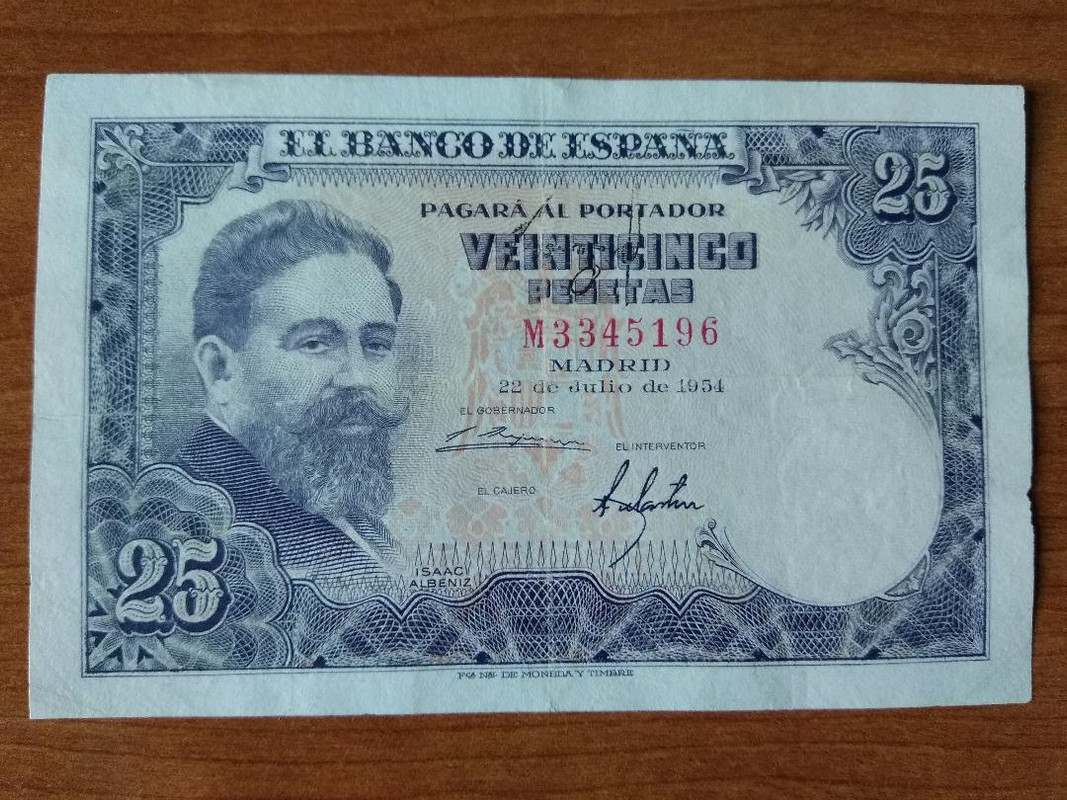 EL BANCO DE ESPAÑA
25
PAGARÁ AL PORTADOR
VEINTICINCO
PESETAS
M3345196
MADRID
22 de Julio de 1954
EL GOBERNADOR
EL INTERVENTOR
EL CAJERO
ISAAC
ALBENIZ
25
FCA NAL DE MONEDA Y TIMBRE